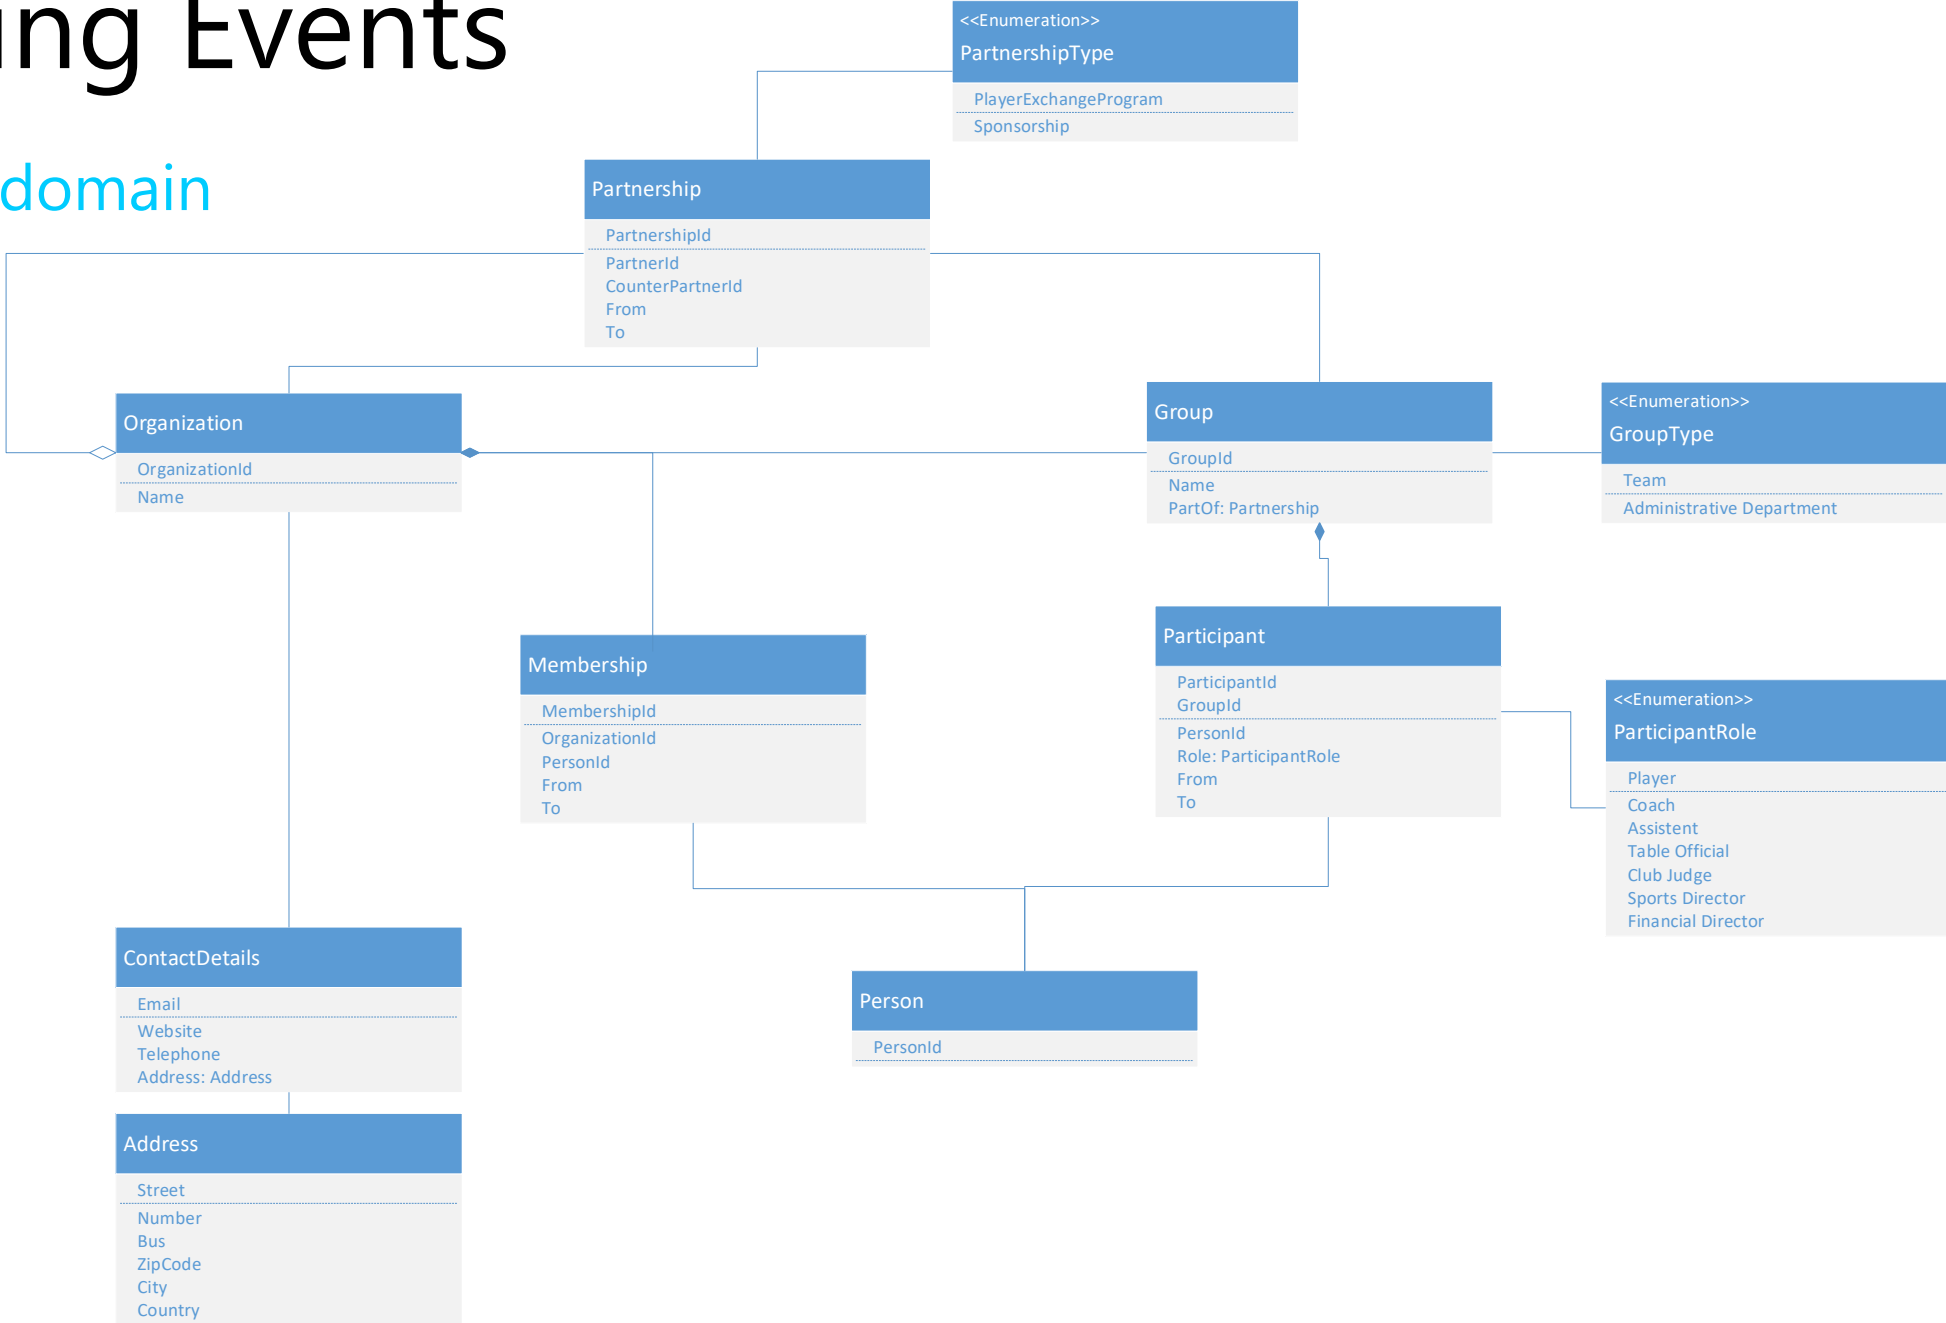 ing Events
domain
<<Enumeration>>
PartnershipType
PlayerExchangeProgram
Sponsorship
Partnership
PartnershipId
PartnerId
CounterPartnerId
From
To
Organization
OrganizationId
Name
Group
GroupId
Name
PartOf: Partnership
<<Enumeration>>
GroupType
Team
Administrative Department
Membership
MembershipId
OrganizationId
PersonId
From
To
Participant
ParticipantId
GroupId
PersonId
Role: ParticipantRole
From
To
<<Enumeration>>
ParticipantRole
Player
Coach
Assistent
Table Official
Club Judge
Sports Director
Financial Director
ContactDetails
Email
Website
Telephone
Address: Address
Person
PersonId
Address
Street
Number
Bus
ZipCode
City
Country